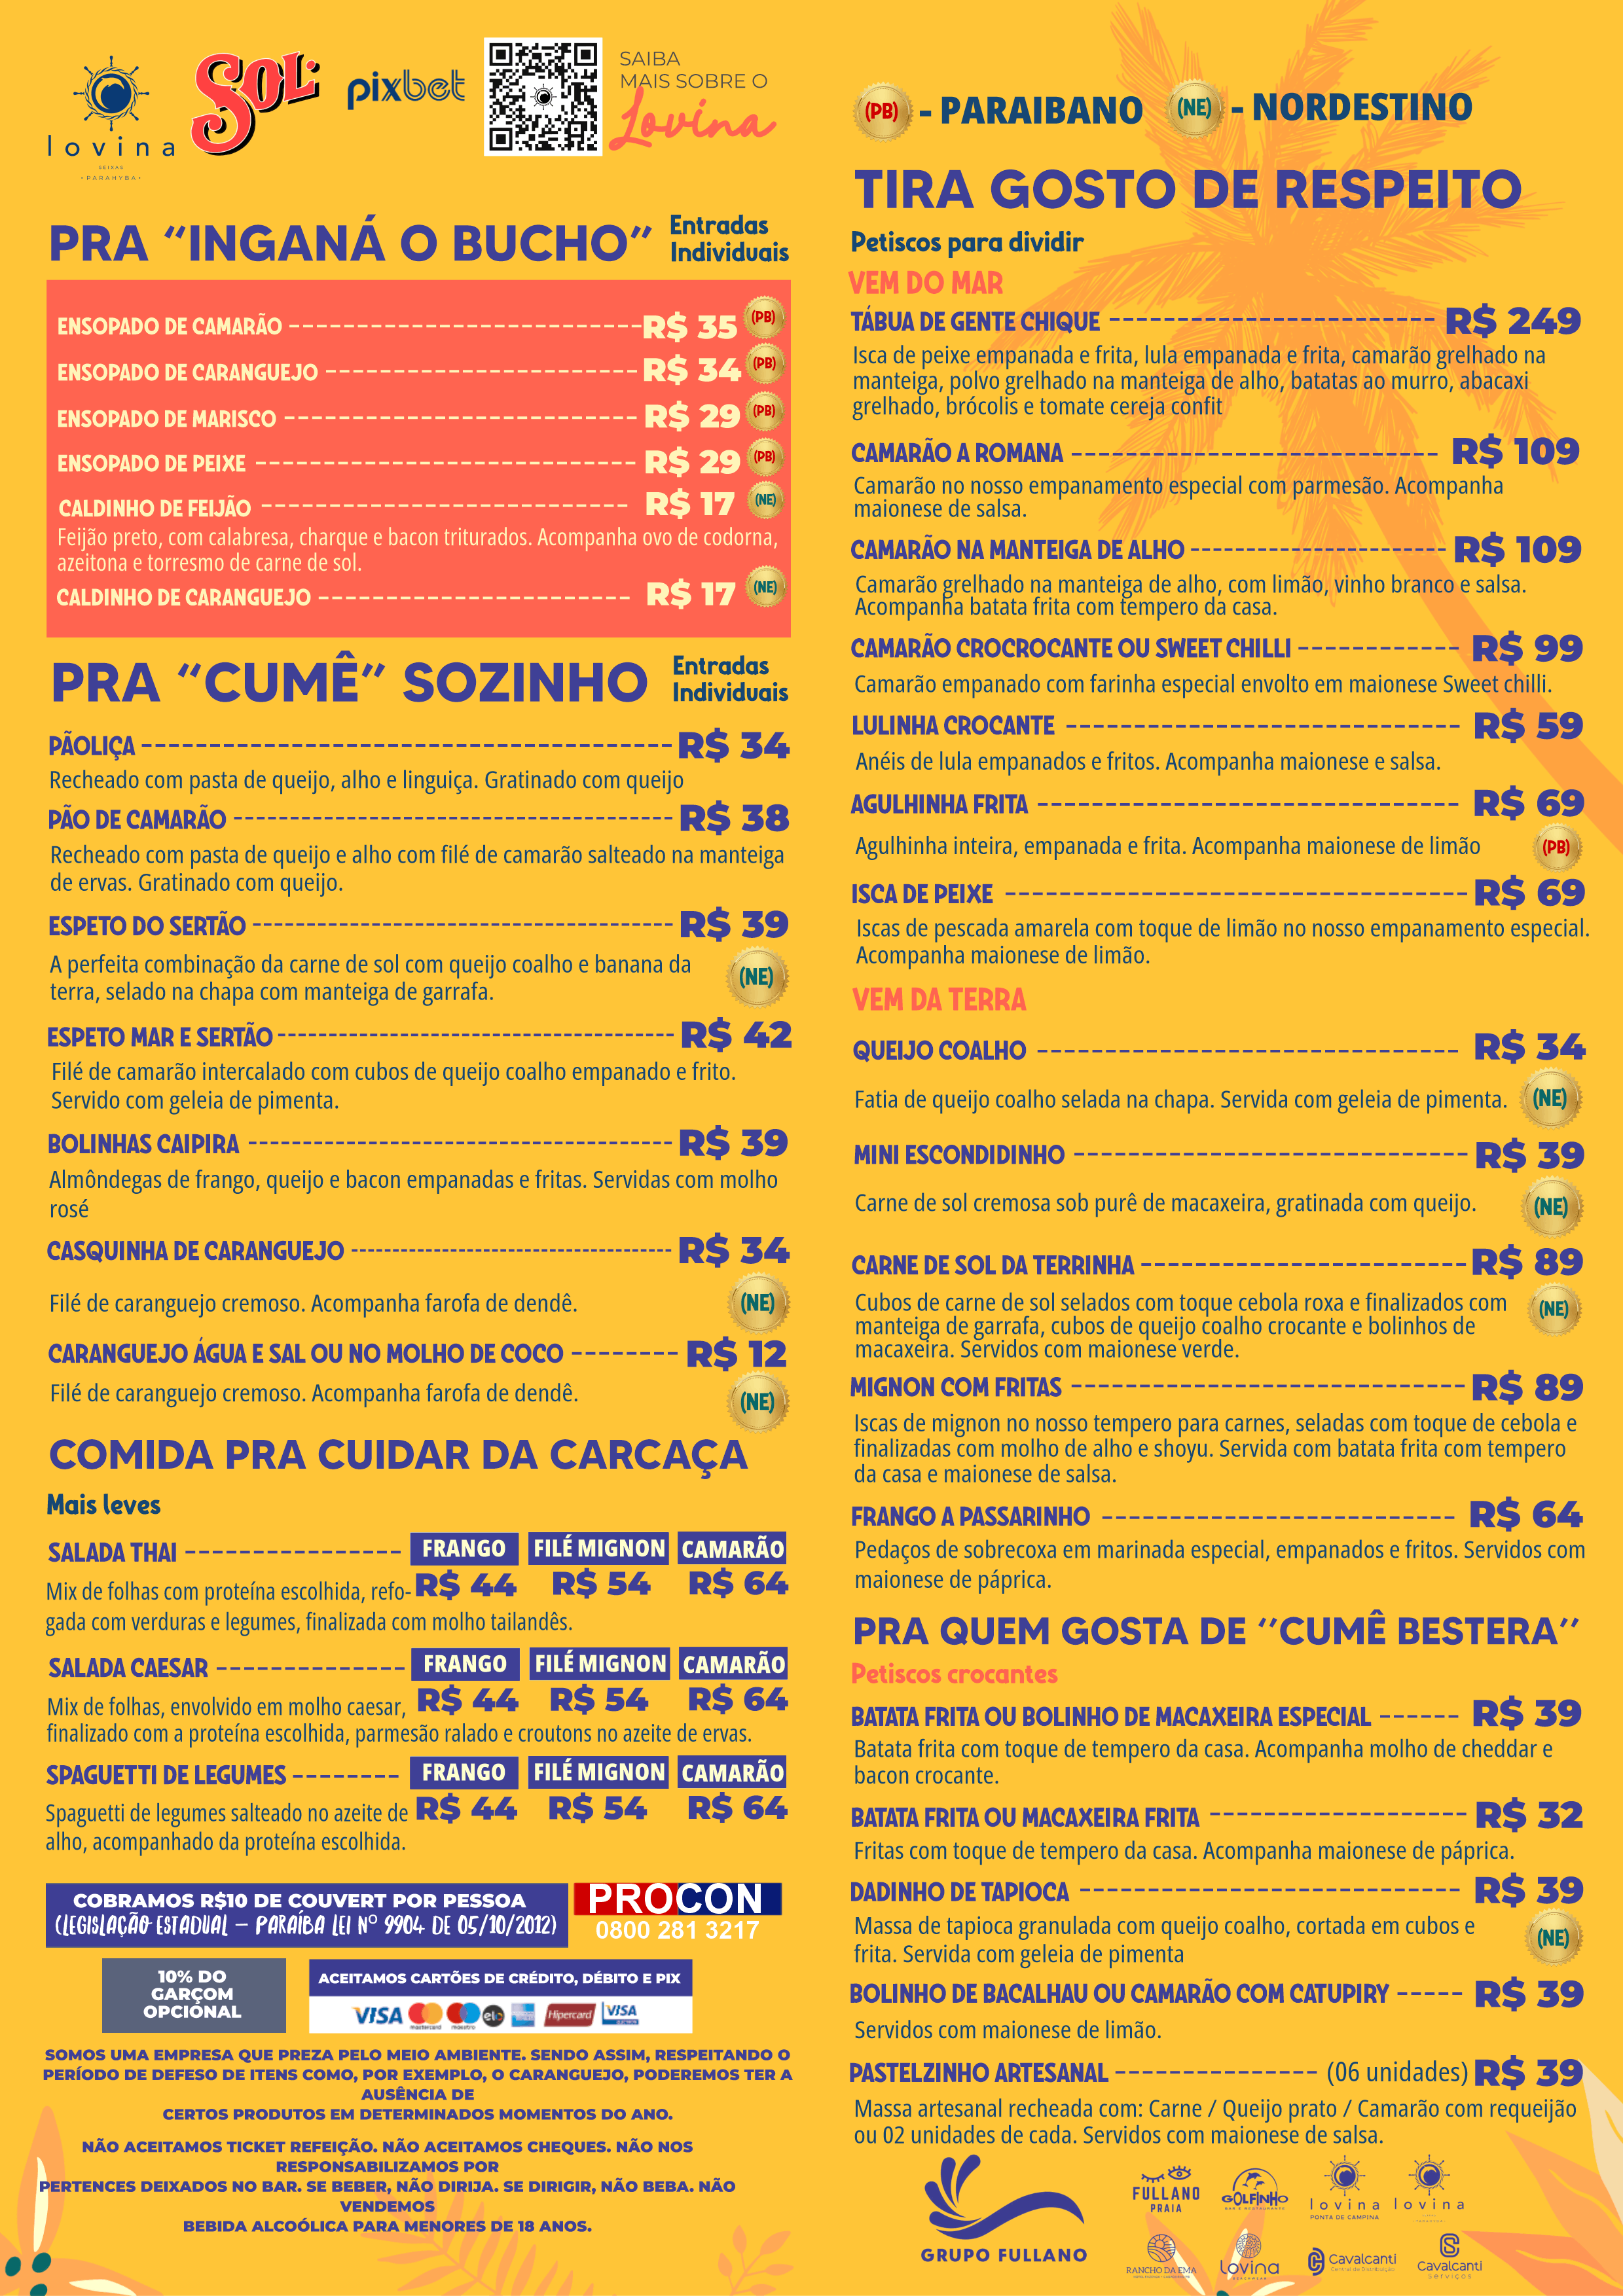 lovina
SEIXAS
• PARAHYBA •
SOL
pixbet
SAIBA
MAIS SOBRE O
Lovina
PRA “INGANÁ O BUCHO” Entradas
Individuais
ENSOPADO DE CAMARÃO R$ 35 (PB)
ENSOPADO DE CARANGUEJO R$ 34 (PB)
ENSOPADO DE MARISCO R$ 29 (PB)
ENSOPADO DE PEIXE R$ 29 (PB)
CALDINHO DE FEIJÃO R$ 17 (NE)
Feijão preto, com calabresa, charque e bacon triturados. Acompanha ovo de codorna,
azeitona e torresmo de carne de sol.
CALDINHO DE CARANGUEJO R$ 17 (NE)
PRA “CUMÊ” SOZINHO Entradas
Individuais
PÃOLIÇA R$ 34
Recheado com pasta de queijo, alho e linguiça. Gratinado com queijo
PÃO DE CAMARÃO R$ 38
Recheado com pasta de queijo e alho com filé de camarão salteado na manteiga
de ervas. Gratinado com queijo.
ESPETO DO SERTÃO R$ 39
A perfeita combinação da carne de sol com queijo coalho e banana da
terra, selado na chapa com manteiga de garrafa.
(NE)
ESPETO MAR E SERTÃO R$ 42
Filé de camarão intercalado com cubos de queijo coalho empanado e frito.
Servido com geleia de pimenta.
BOLINHAS CAIPIRA R$ 39
Almôndegas de frango, queijo e bacon empanadas e fritas. Servidas com molho
rosé
CASQUINHA DE CARANGUEJO R$ 34
Filé de caranguejo cremoso. Acompanha farofa de dendê. (NE)
CARANGUEJO ÁGUA E SAL OU NO MOLHO DE COCO R$ 12
Filé de caranguejo cremoso. Acompanha farofa de dendê. (NE)
COMIDA PRA CUIDAR DA CARCAÇA
Mais leves
SALADA THAI FRANGO FILÉ MIGNON CAMARÃO
Mix de folhas com proteína escolhida, refo- R$ 44 R$ 54 R$ 64
gada com verduras e legumes, finalizada com molho tailandês.
SALADA CAESAR FRANGO FILÉ MIGNON CAMARÃO
Mix de folhas, envolvido em molho caesar, R$ 44 R$ 54 R$ 64
finalizado com a proteína escolhida, parmesão ralado e croutons no azeite de ervas.
SPAGUETTI DE LEGUMES FRANGO FILÉ MIGNON CAMARÃO
Spaguetti de legumes salteado no azeite de R$ 44 R$ 54 R$ 64
alho, acompanhado da proteína escolhida.
COBRAMOS R$10 DE COUVERT POR PESSOA
(LEGISLAÇÃO ESTADUAL – PARAÍBA LEI Nº 9904 DE 05/10/2012)
PROCON
0800 281 3217
10% DO
GARÇOM
OPCIONAL
ACEITAMOS CARTÕES DE CRÉDITO, DÉBITO E PIX
VISA mastercard maestro elo Hipercard VISA
SOMOS UMA EMPRESA QUE PREZA PELO MEIO AMBIENTE. SENDO ASSIM, RESPEITANDO O
PERÍODO DE DEFESO DE ITENS COMO, POR EXEMPLO, O CARANGUEJO, PODEREMOS TER A
AUSÊNCIA DE
CERTOS PRODUTOS EM DETERMINADOS MOMENTOS DO ANO.
NÃO ACEITAMOS TICKET REFEIÇÃO. NÃO ACEITAMOS CHEQUES. NÃO NOS
RESPONSABILIZAMOS POR
PERTENCES DEIXADOS NO BAR. SE BEBER, NÃO DIRIJA. SE DIRIGIR, NÃO BEBA. NÃO
VENDEMOS
BEBIDA ALCOÓLICA PARA MENORES DE 18 ANOS.
(PB) - PARAIBANO (NE) - NORDESTINO
TIRA GOSTO DE RESPEITO
Petiscos para dividir
VEM DO MAR
TÁBUA DE GENTE CHIQUE R$ 249
Isca de peixe empanada e frita, lula empanada e frita, camarão grelhado na
manteiga, polvo grelhado na manteiga de alho, batatas ao murro, abacaxi
grelhado, brócolis e tomate cereja confit
CAMARÃO A ROMANA R$ 109
Camarão no nosso empanamento especial com parmesão. Acompanha
maionese de salsa.
CAMARÃO NA MANTEIGA DE ALHO R$ 109
Camarão grelhado na manteiga de alho, com limão, vinho branco e salsa.
Acompanha batata frita com tempero da casa.
CAMARÃO CROCROCANTE OU SWEET CHILLI R$ 99
Camarão empanado com farinha especial envolto em maionese Sweet chilli.
LULINHA CROCANTE R$ 59
Anéis de lula empanados e fritos. Acompanha maionese e salsa.
AGULHINHA FRITA R$ 69
Agulhinha inteira, empanada e frita. Acompanha maionese de limão (PB)
ISCA DE PEIXE R$ 69
Iscas de pescada amarela com toque de limão no nosso empanamento especial.
Acompanha maionese de limão.
VEM DA TERRA
QUEIJO COALHO R$ 34
Fatia de queijo coalho selada na chapa. Servida com geleia de pimenta. (NE)
MINI ESCONDIDINHO R$ 39
Carne de sol cremosa sob purê de macaxeira, gratinada com queijo. (NE)
CARNE DE SOL DA TERRINHA R$ 89
Cubos de carne de sol selados com toque cebola roxa e finalizados com (NE)
manteiga de garrafa, cubos de queijo coalho crocante e bolinhos de
macaxeira. Servidos com maionese verde.
MIGNON COM FRITAS R$ 89
Iscas de mignon no nosso tempero para carnes, seladas com toque de cebola e
finalizadas com molho de alho e shoyu. Servida com batata frita com tempero
da casa e maionese de salsa.
FRANGO A PASSARINHO R$ 64
Pedaços de sobrecoxa em marinada especial, empanados e fritos. Servidos com
maionese de páprica.
PRA QUEM GOSTA DE ‘’CUMÊ BESTERA’’
Petiscos crocantes
BATATA FRITA OU BOLINHO DE MACAXEIRA ESPECIAL R$ 39
Batata frita com toque de tempero da casa. Acompanha molho de cheddar e
bacon crocante.
BATATA FRITA OU MACAXEIRA FRITA R$ 32
Fritas com toque de tempero da casa. Acompanha maionese de páprica.
DADINHO DE TAPIOCA R$ 39
Massa de tapioca granulada com queijo coalho, cortada em cubos e
frita. Servida com geleia de pimenta
(NE)
BOLINHO DE BACALHAU OU CAMARÃO COM CATUPIRY R$ 39
Servidos com maionese de limão.
PASTELZINHO ARTESANAL (06 unidades) R$ 39
Massa artesanal recheada com: Carne / Queijo prato / Camarão com requeijão
ou 02 unidades de cada. Servidos com maionese de salsa.
GRUPO FULLANO
FULLANO
PRAIA
GOLFINHO
lovina
PONTA DE CAMPINA
lovina
RANCHO DA EMA
Lovina
Cavalcanti
Central de Distribuição
Cavalcanti
serviços